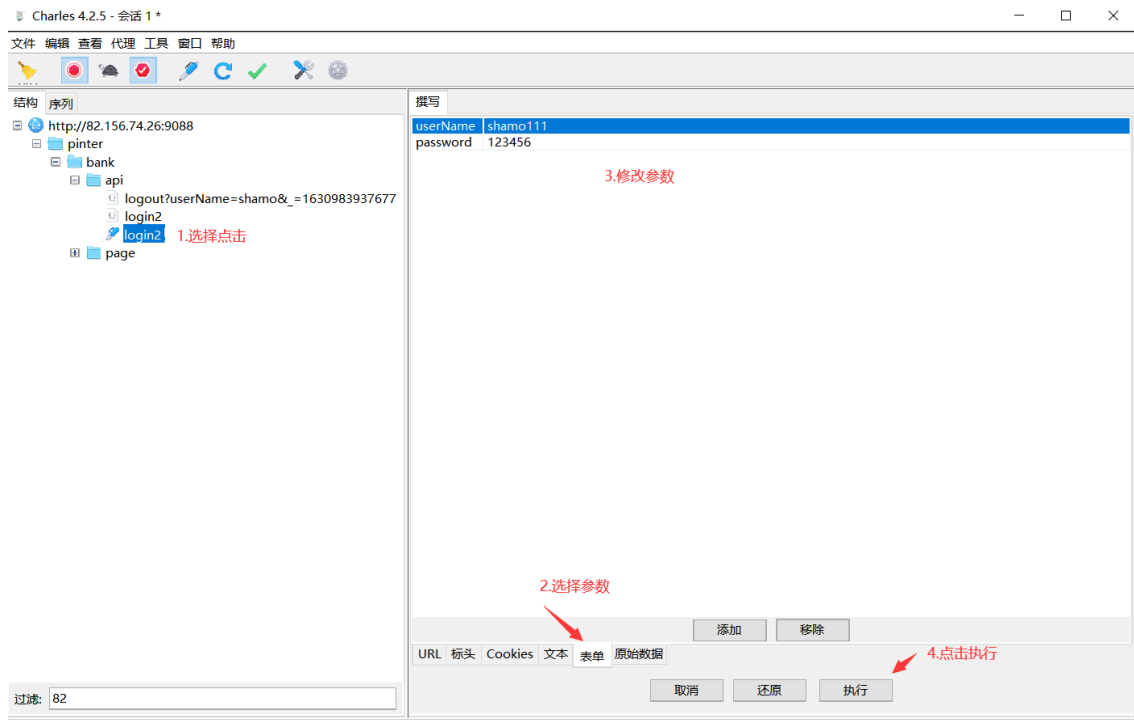 Charles 4.2.5 - 会话 1 *
文件 编辑 查看 代理 工具 窗口 帮助
结构 序列
http://82.156.74.26:9088
pinter
bank
api
logout?userName=shamo&_=1630983937677
login2
login2 1.选择点击
page
过滤: 82
撰写
userName shamo111
password 123456
3.修改参数
2.选择参数
添加 移除
URL 标头 Cookies 文本 表单 原始数据
4.点击执行
取消 还原 执行